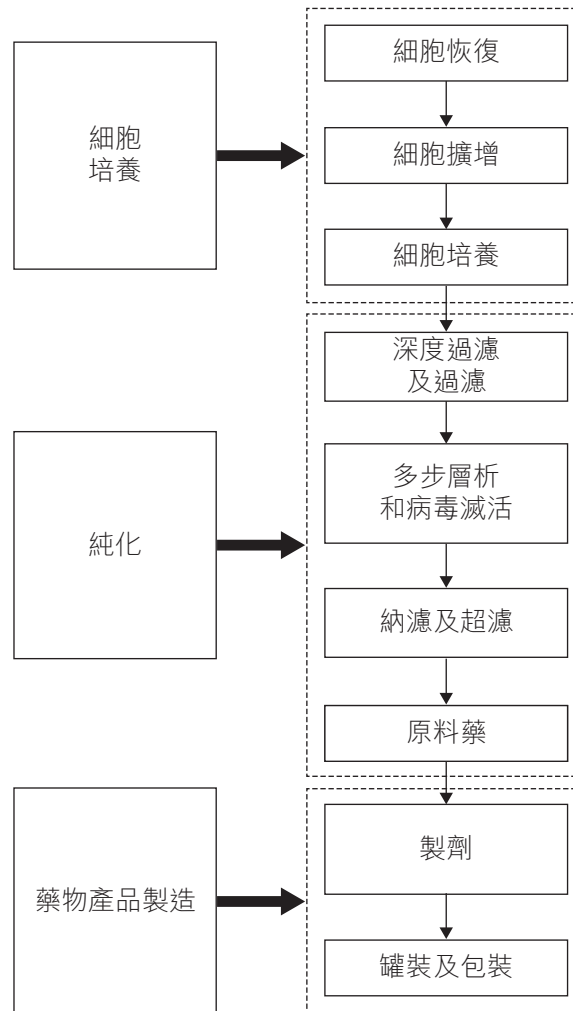 細胞
培養
細胞恢復
細胞擴增
細胞培養
純化
深度過濾
及過濾
多步層析
和病毒滅活
納濾及超濾
原料藥
藥物產品製造
製劑
罐裝及包裝